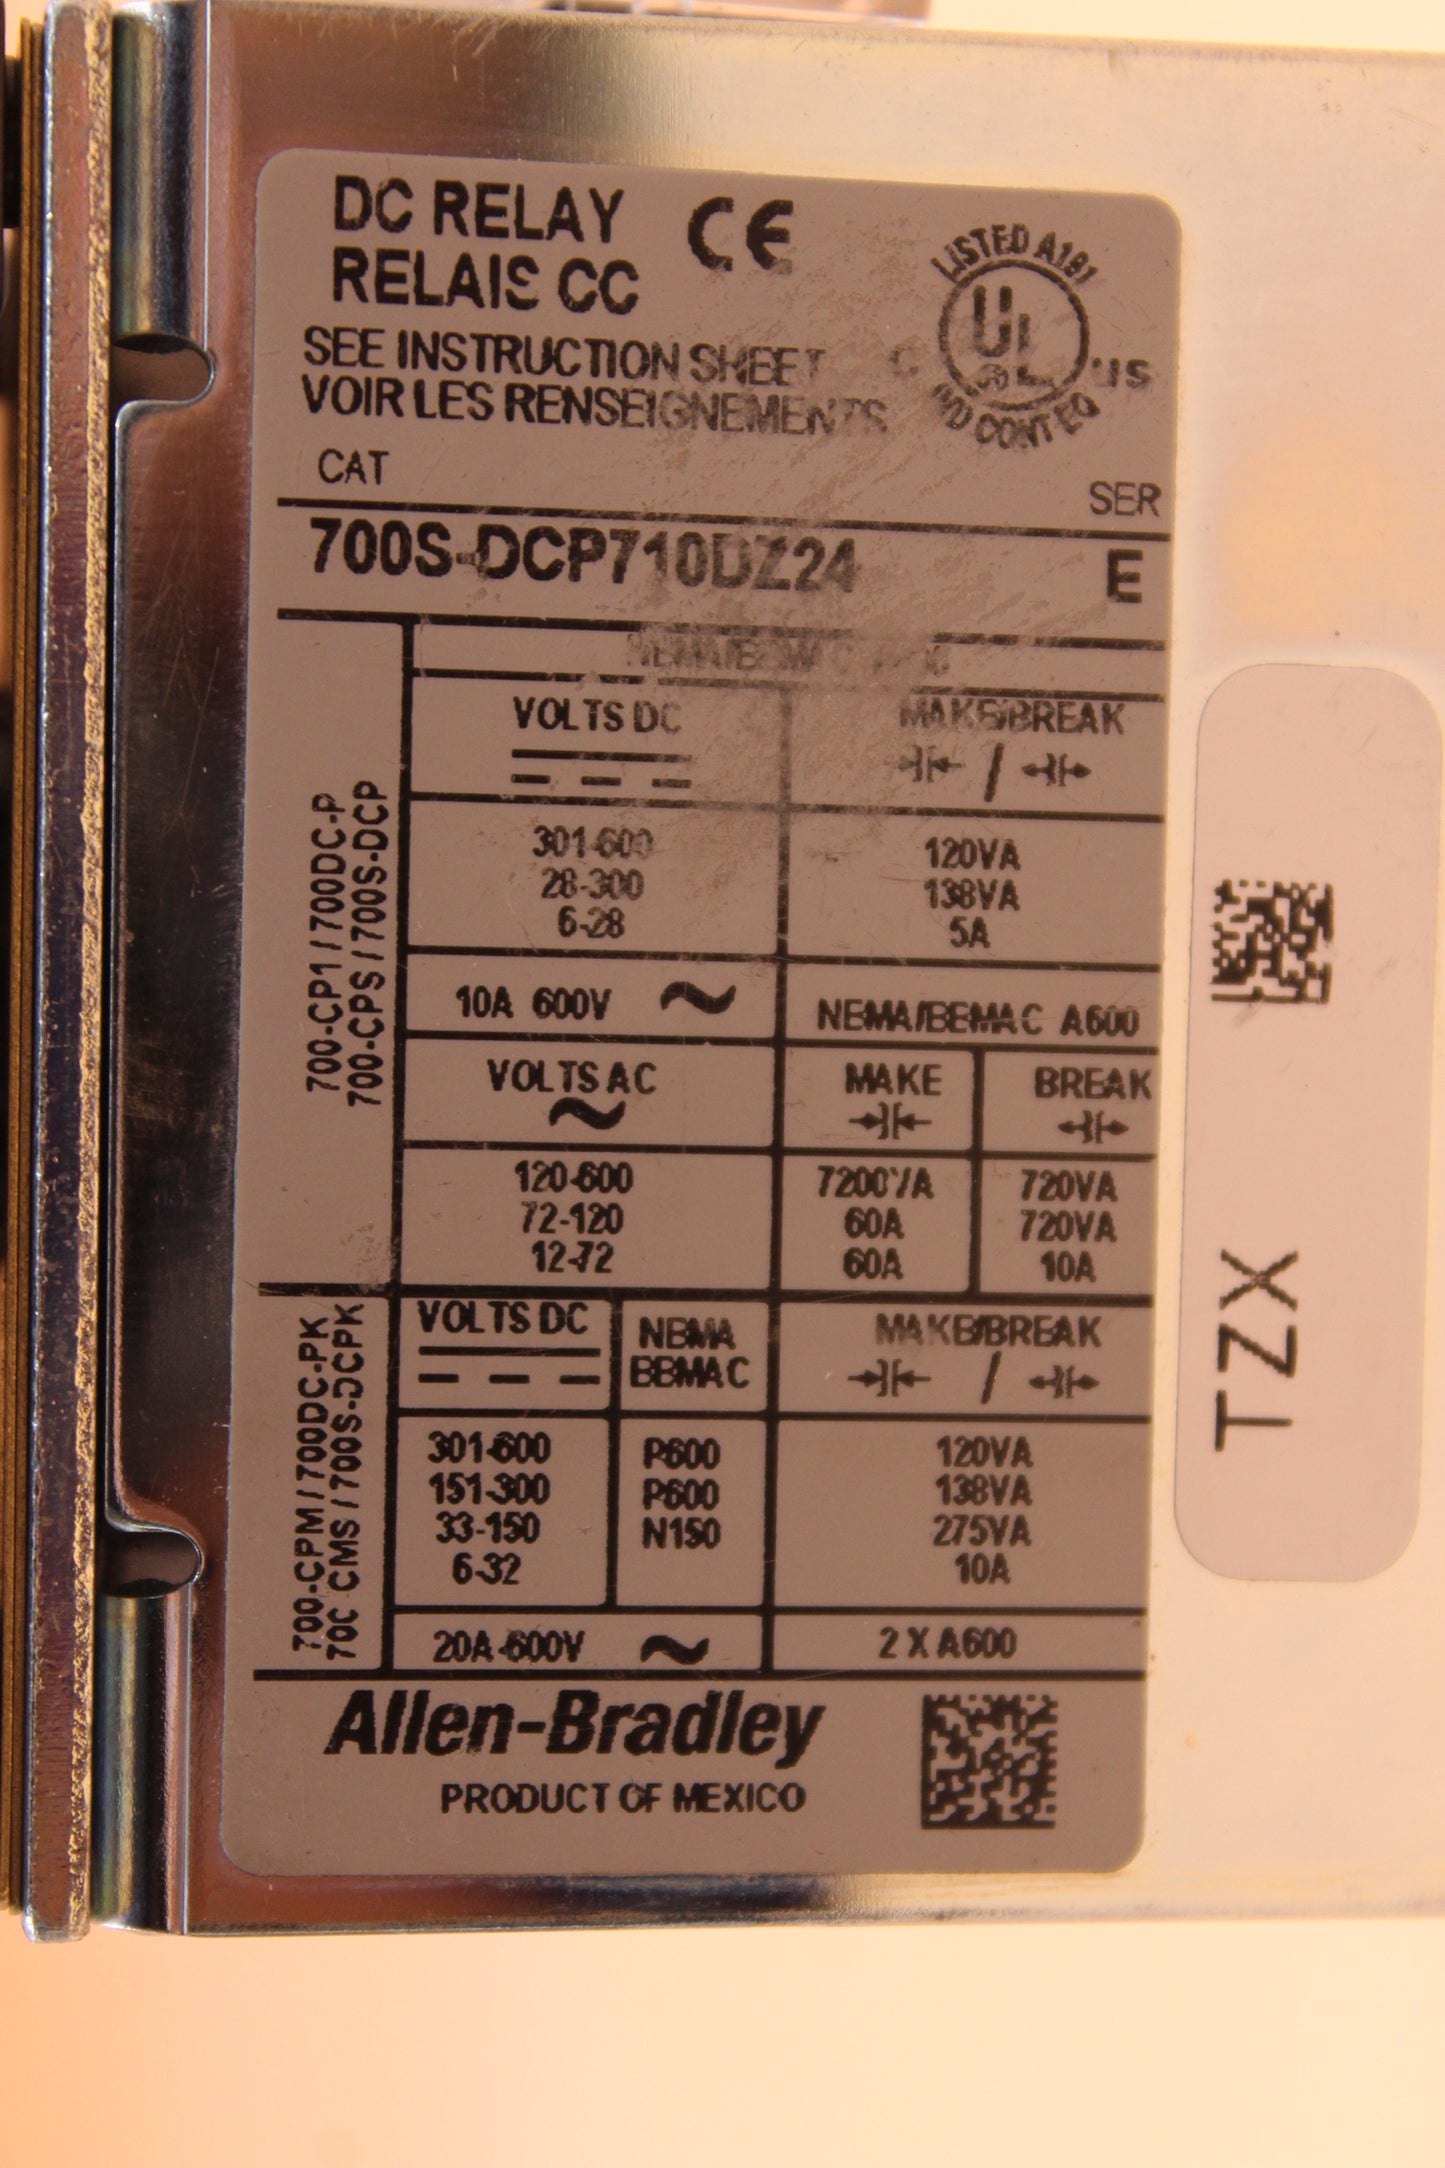 DC RELAY CE
RELAIS CC
SEE INSTRUCTION SHEET
VOIR LES RENSEIGNEMENTS
LISTED A191
UL
C US
IND CONT EQ
CAT SER
700S-DCP710DZ24 E
700-CP1 / 700DC-P
700-CPS / 700S-DCP
VOLTS DC MAKE/BREAK
/
301-600 120VA
28-300 138VA
6-28 5A
10A 600V NEMA/EEMAC A600
VOLTS AC MAKE BREAK
120-600 7200VA 720VA
72-120 60A 720VA
12-72 60A 10A
700-CPM / 700DC-PK
700-CMS / 700S-DCPK
VOLTS DC NEMA MAKE/BREAK
EEMAC /
301-600 P600 120VA
151-300 P600 138VA
33-150 N150 275VA
6-32 10A
20A-600V 2 X A600
Allen-Bradley
PRODUCT OF MEXICO
TZX